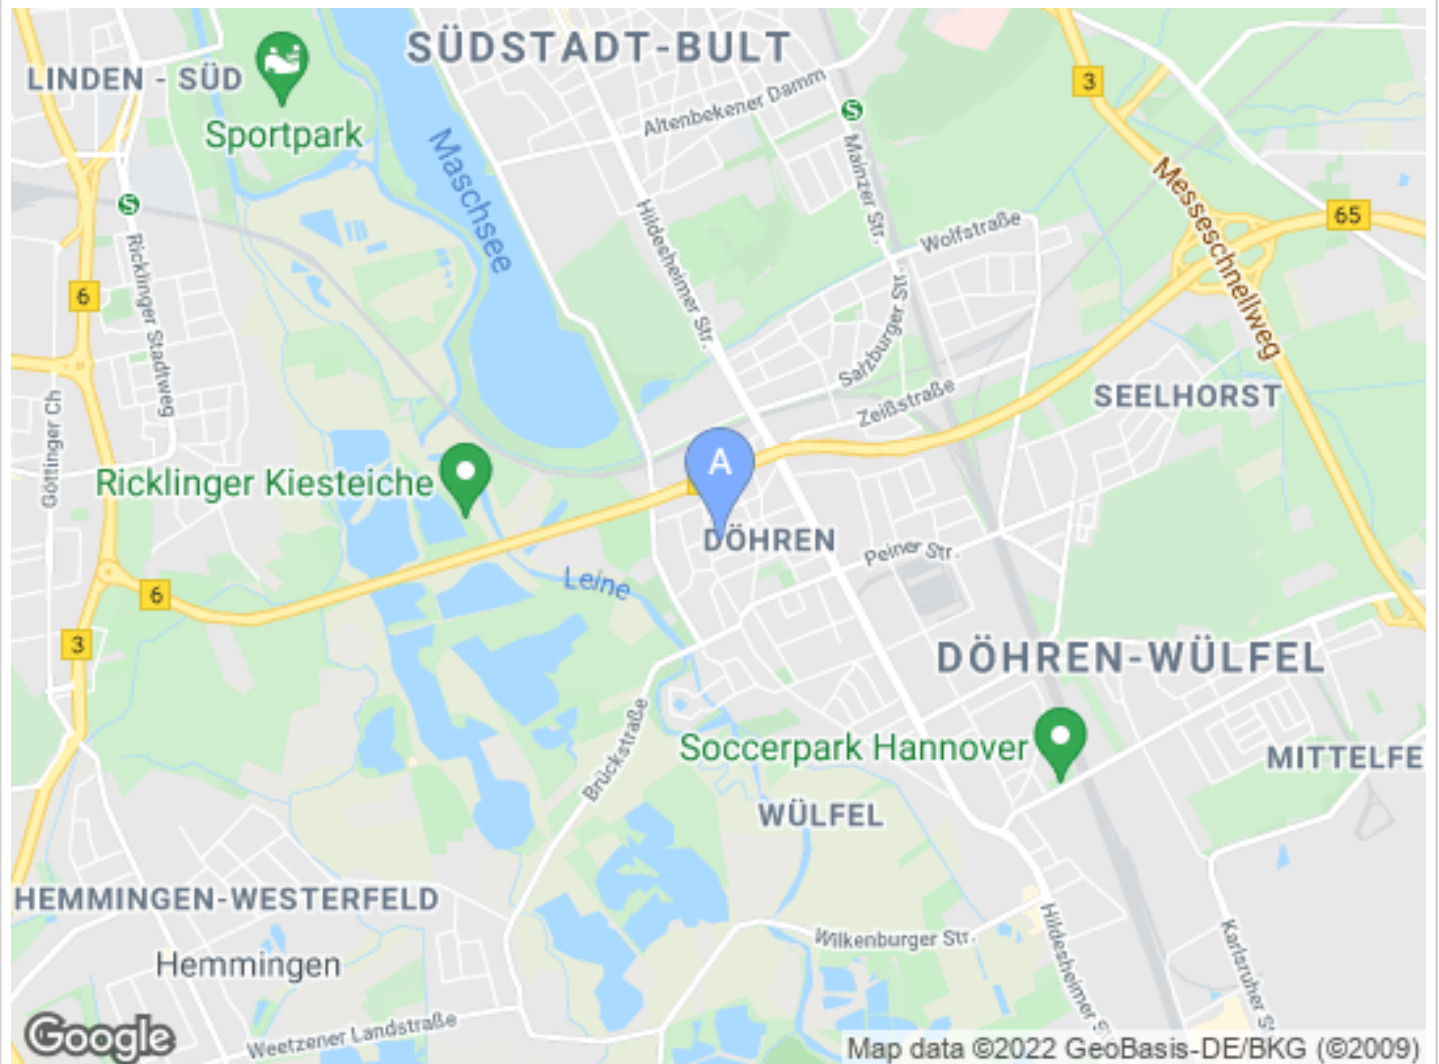 SÜDSTADT-BULT
LINDEN - SÜD
3
Sportpark
Altenbekener Damm
S
Maschsee
Mainzer Str.
Messeschnellweg
S
65
Hildesheimer Str.
Wolfstraße
Ricklinger Stadtweg
6
Salzburger Str.
Zeißstraße
SEELHORST
Göttinger Ch
A
Ricklinger Kiesteiche
DÖHREN
Peiner Str.
Leine
6
3
DÖHREN-WÜLFEL
Brückstraße
Soccerpark Hannover
MITTELFE
WÜLFEL
HEMMINGEN-WESTERFELD
Wilkenburger Str.
Hemmingen
Hildesheimer S
Karlsruher S
Weetzener Landstraße
Google
Map data ©2022 GeoBasis-DE/BKG (©2009)